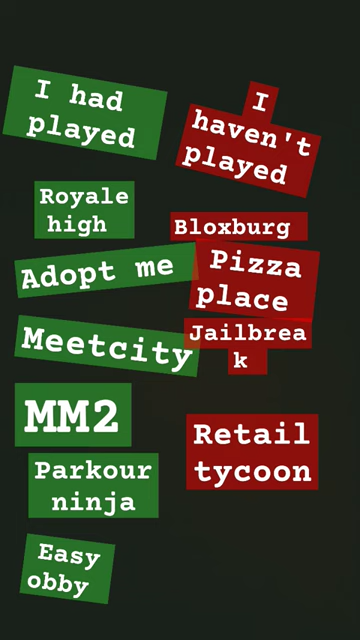 I had
played
Royale
high
Adopt me
Meetcity
MM2
Parkour
ninja
Easy
obby
I
haven't
played
Bloxburg
Pizza
place
Jailbrea
k
Retail
tycoon